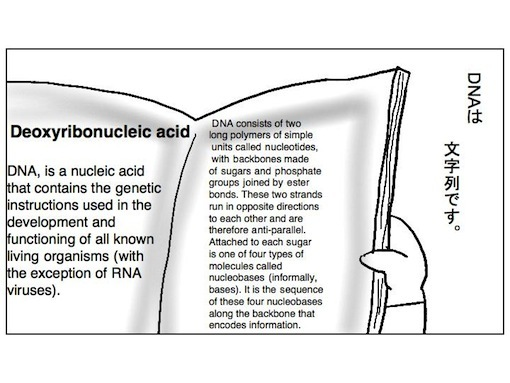 Deoxyribonucleic acid
DNA, is a nucleic acid
that contains the genetic
instructions used in the
development and
functioning of all known
living organisms (with
the exception of RNA
viruses).
DNA consists of two
long polymers of simple
units called nucleotides,
with backbones made
of sugars and phosphate
groups joined by ester
bonds. These two strands
run in opposite directions
to each other and are
therefore anti-parallel.
Attached to each sugar
is one of four types of
molecules called
nucleobases (informally,
bases). It is the sequence
of these four nucleobases
along the backbone that
encodes information.
DNAは
文字列です。